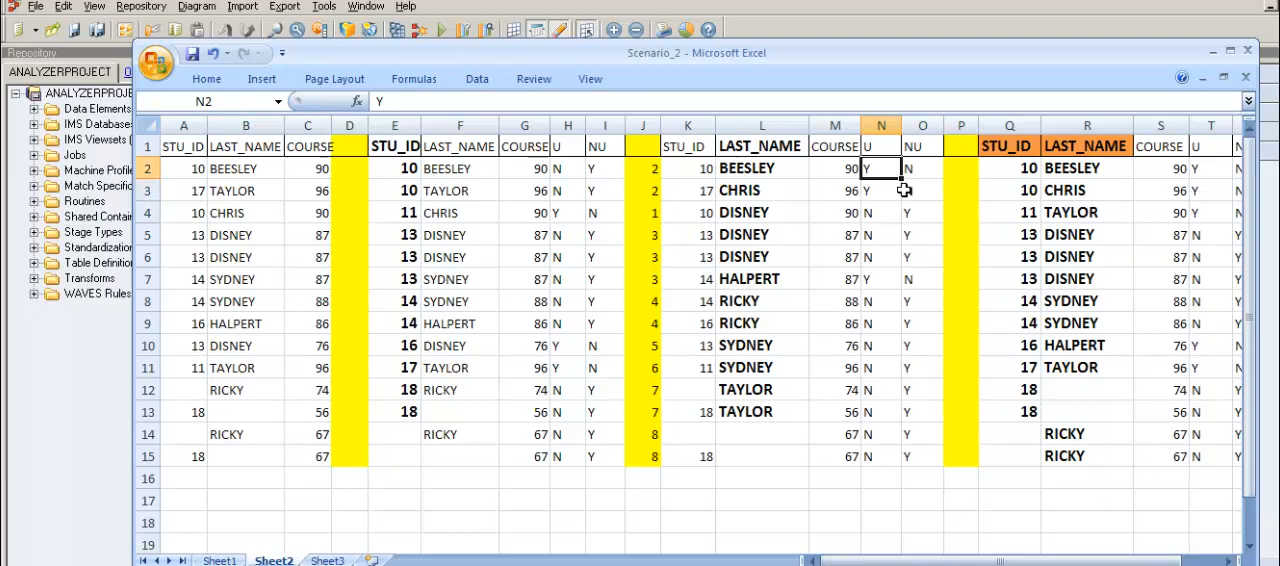 File Edit View Repository Diagram Import Export Tools Window Help
Repository
ANALYZERPROJECT
ANALYZERPROJE
Data Elements
IMS Database:
IMS Viewsets (
Jobs
Machine Profile
Match Specific
Routines
Shared Contai
Stage Types
Standardizatio
Table Definitio
Transforms
WAVES Rules
Scenario_2 - Microsoft Excel
Home Insert Page Layout Formulas Data Review View
N2 fx Y
A B C D E F G H I J K L M N O P Q R S T
1 STU_ID LAST_NAME COURSE STU_ID LAST_NAME COURSE U NU STU_ID LAST_NAME COURSE U NU STU_ID LAST_NAME COURSE U N
2 10 BEESLEY 90 10 BEESLEY 90 N Y 2 10 BEESLEY 90 Y N 10 BEESLEY 90 Y N
3 17 TAYLOR 96 10 TAYLOR 96 N Y 2 17 CHRIS 96 Y 10 CHRIS 96 Y N
4 10 CHRIS 90 11 CHRIS 90 Y N 1 10 DISNEY 90 N Y 11 TAYLOR 90 Y N
5 13 DISNEY 87 13 DISNEY 87 N Y 3 13 DISNEY 87 N Y 13 DISNEY 87 N Y
6 13 DISNEY 87 13 DISNEY 87 N Y 3 13 DISNEY 87 N Y 13 DISNEY 87 N Y
7 14 SYDNEY 87 13 SYDNEY 87 N Y 3 14 HALPERT 87 Y N 13 DISNEY 87 N Y
8 14 SYDNEY 88 14 SYDNEY 88 N Y 4 14 RICKY 88 N Y 14 SYDNEY 88 N Y
9 16 HALPERT 86 14 HALPERT 86 N Y 4 16 RICKY 86 N Y 14 SYDNEY 86 N Y
10 13 DISNEY 76 16 DISNEY 76 Y N 5 13 SYDNEY 76 N Y 16 HALPERT 76 Y N
11 11 TAYLOR 96 17 TAYLOR 96 Y N 6 11 SYDNEY 96 N Y 17 TAYLOR 96 Y N
12 RICKY 74 18 RICKY 74 N Y 7 TAYLOR 74 N Y 18 74 N Y
13 18 56 18 56 N Y 7 18 TAYLOR 56 N Y 18 56 N Y
14 RICKY 67 RICKY 67 N Y 8 67 N Y RICKY 67 N Y
15 18 67 67 N Y 8 18 67 N Y RICKY 67 N Y
16
17
18
19
Sheet1 Sheet2 Sheet3